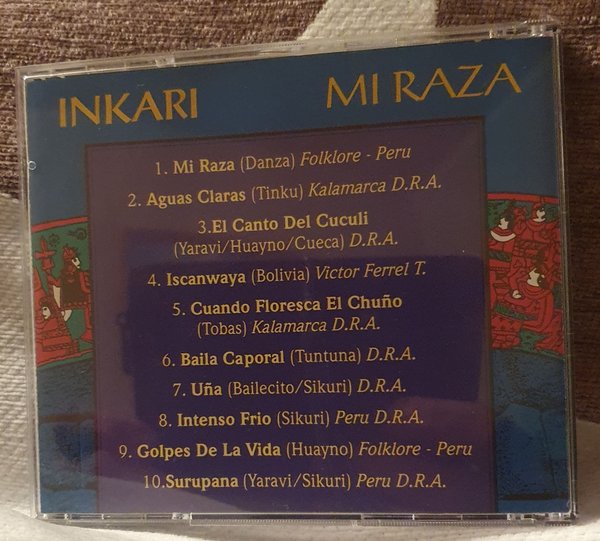 INKARI MI RAZA
1. Mi Raza (Danza) Folklore - Peru
2. Aguas Claras (Tinku) Kalamarca D.R.A.
3.El Canto Del Cuculi
(Yaravi/Huayno/Cueca) D.R.A.
4. Iscanwaya (Bolivia) Victor Ferrel T.
5. Cuando Floresca El Chuño
(Tobas) Kalamarca D.R.A.
6. Baila Caporal (Tuntuna) D.R.A.
7. Uña (Bailecito/Sikuri) D.R.A.
8. Intenso Frio (Sikuri) Peru D.R.A.
9. Golpes De La Vida (Huayno) Folklore - Peru
10.Surupana (Yaravi/Sikuri) Peru D.R.A.